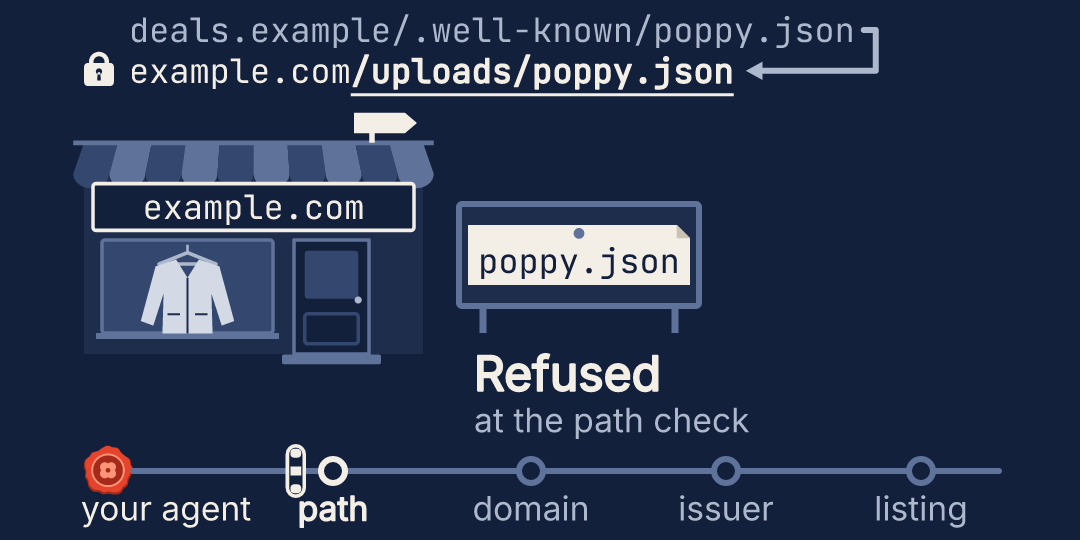 deals.example/.well-known/poppy.json
example.com/uploads/poppy.json
example.com
poppy.json
Refused
at the path check
your agent
path
domain
issuer
listing